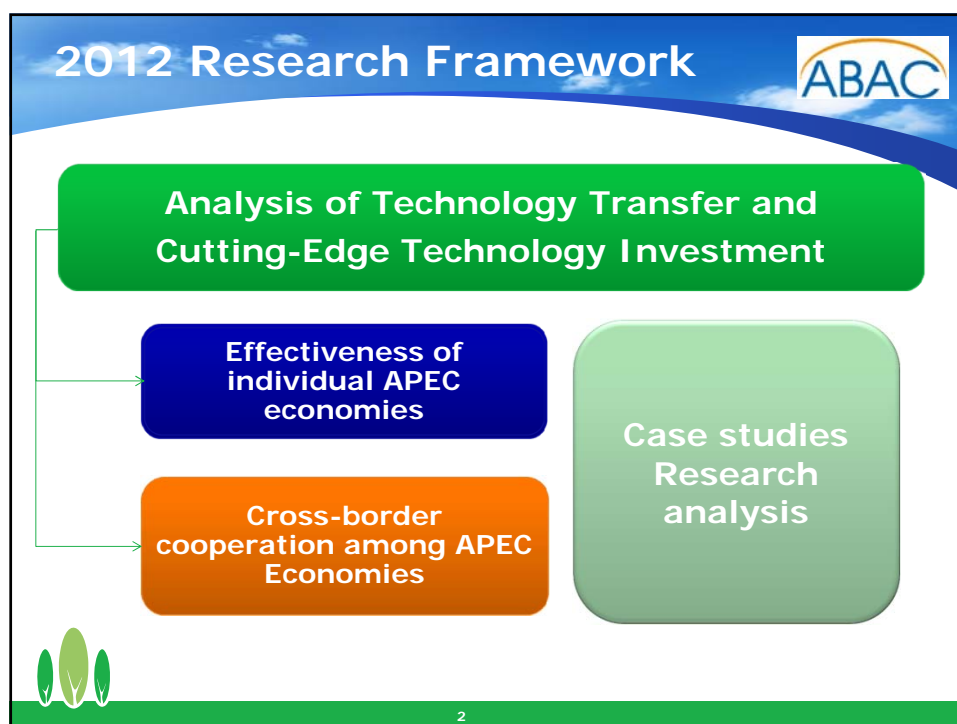 2012 Research Framework
ABAC
Analysis of Technology Transfer and
Cutting-Edge Technology Investment
Effectiveness of
individual APEC
economies
Cross-border
cooperation among APEC
Economies
Case studies
Research
analysis
2